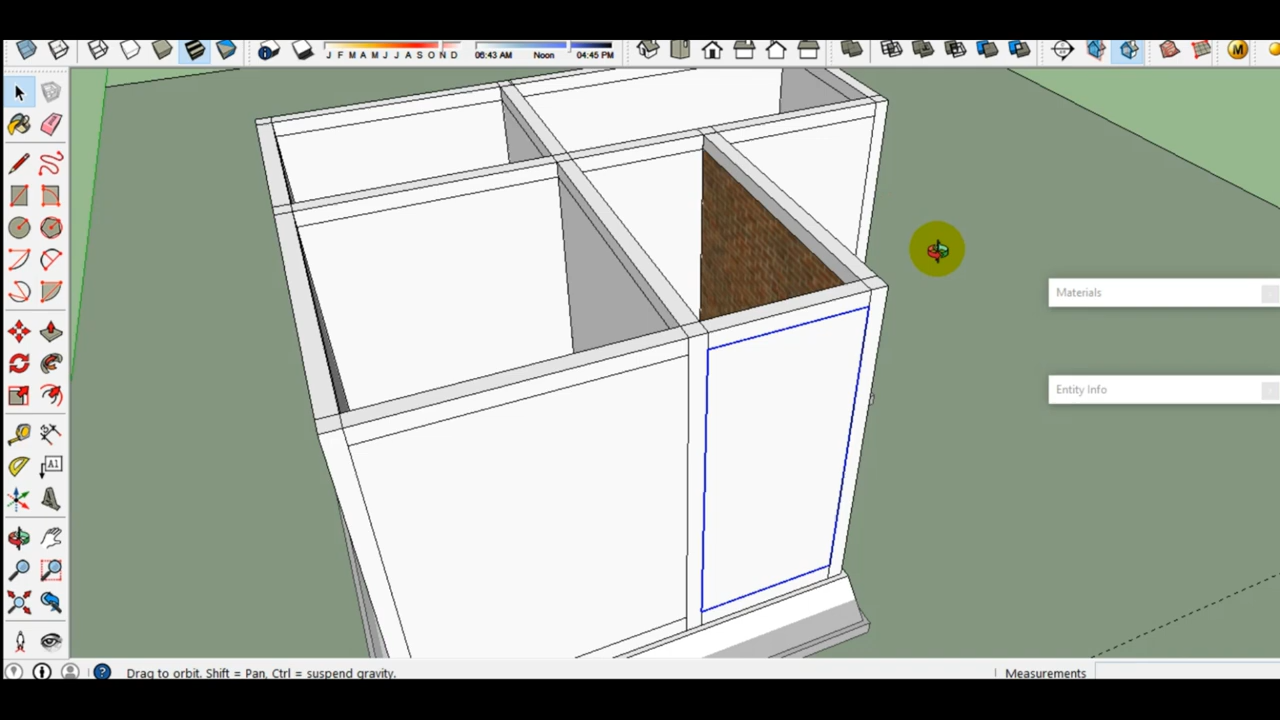 J F M A M J J A S O N D 06:43 AM Noon 04:45 PM
M
Materials
A1
Entity Info
Drag to orbit. Shift = Pan, Ctrl = suspend gravity.
Measurements